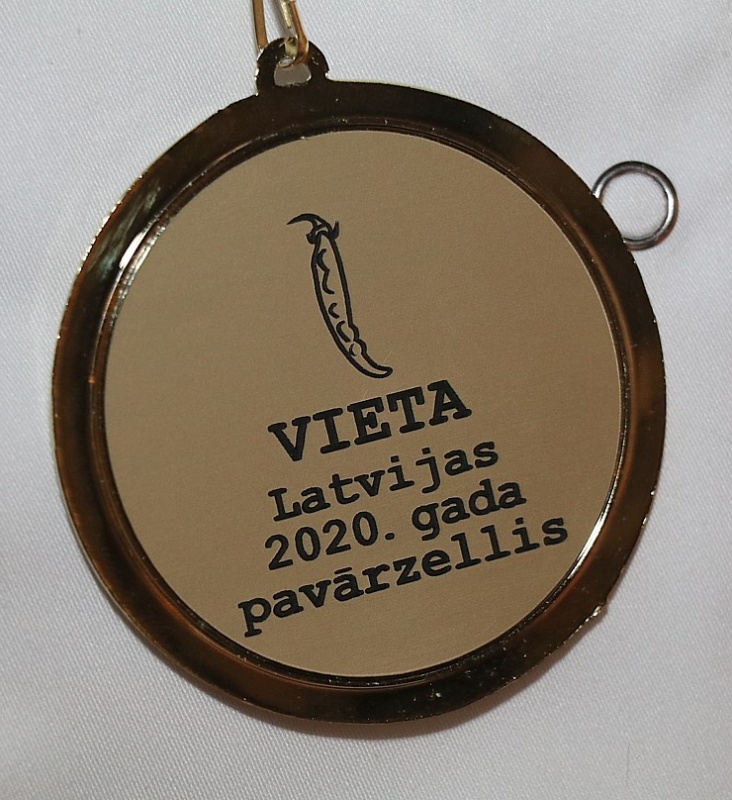 VIETA
Latvijas
2020. gada
pavārzellis